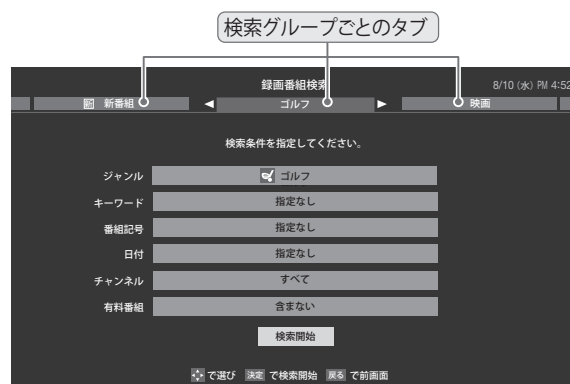 検索グループごとのタブ
録画番組検索
8/10 (水) PM 4:52
新 新番組
◀ ゴルフ ▶
映画
検索条件を指定してください。
ジャンル ゴルフ
キーワード 指定なし
番組記号 指定なし
日付 指定なし
チャンネル すべて
有料番組 含まない
検索開始
で選び 決定 で検索開始 戻る で前画面